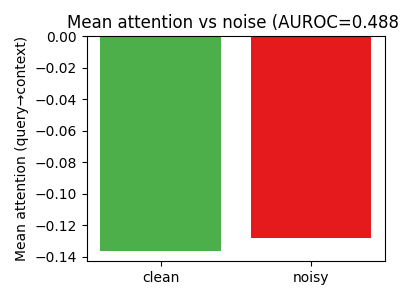 Mean attention vs noise (AUROC=0.488
Mean attention (query→context)
0.00
−0.02
−0.04
−0.06
−0.08
−0.10
−0.12
−0.14
clean noisy